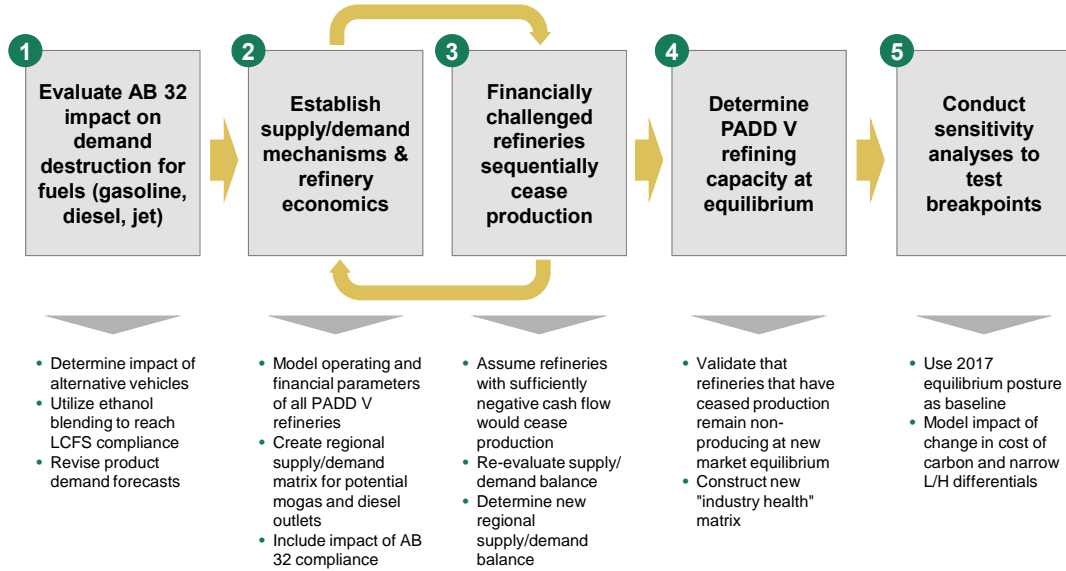 1
Evaluate AB 32
impact on
demand
destruction for
fuels (gasoline,
diesel, jet)
2
Establish
supply/demand
mechanisms &
refinery
economics
3
Financially
challenged
refineries
sequentially
cease
production
4
Determine
PADD V
refining
capacity at
equilibrium
5
Conduct
sensitivity
analyses to
test
breakpoints
• Determine impact of
alternative vehicles
• Utilize ethanol
blending to reach
LCFS compliance
• Revise product
demand forecasts
• Model operating and
financial parameters
of all PADD V
refineries
• Create regional
supply/demand
matrix for potential
mogas and diesel
outlets
• Include impact of AB
32 compliance
• Assume refineries
with sufficiently
negative cash flow
would cease
production
• Re-evaluate supply/
demand balance
• Determine new
regional
supply/demand
balance
• Validate that
refineries that have
ceased production
remain non-
producing at new
market equilibrium
• Construct new
"industry health"
matrix
• Use 2017
equilibrium posture
as baseline
• Model impact of
change in cost of
carbon and narrow
L/H differentials